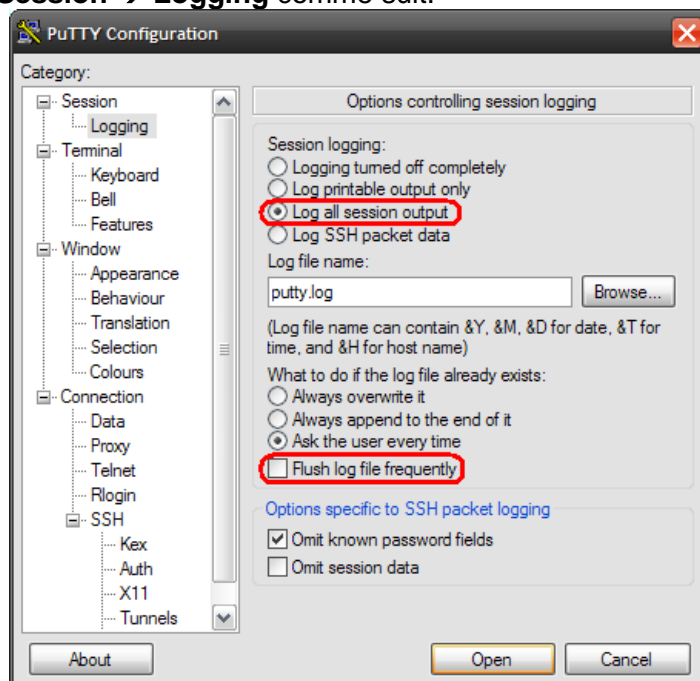 Session → Logging comme suit.
PuTTY Configuration
Category:
Session
Logging
Terminal
Keyboard
Bell
Features
Window
Appearance
Behaviour
Translation
Selection
Colours
Connection
Data
Proxy
Telnet
Rlogin
SSH
Kex
Auth
X11
Tunnels
Options controlling session logging
Session logging:
Logging turned off completely
Log printable output only
Log all session output
Log SSH packet data
Log file name:
putty.log
Browse...
(Log file name can contain &Y, &M, &D for date, &T for
time, and &H for host name)
What to do if the log file already exists:
Always overwrite it
Always append to the end of it
Ask the user every time
Flush log file frequently
Options specific to SSH packet logging
Omit known password fields
Omit session data
About
Open
Cancel